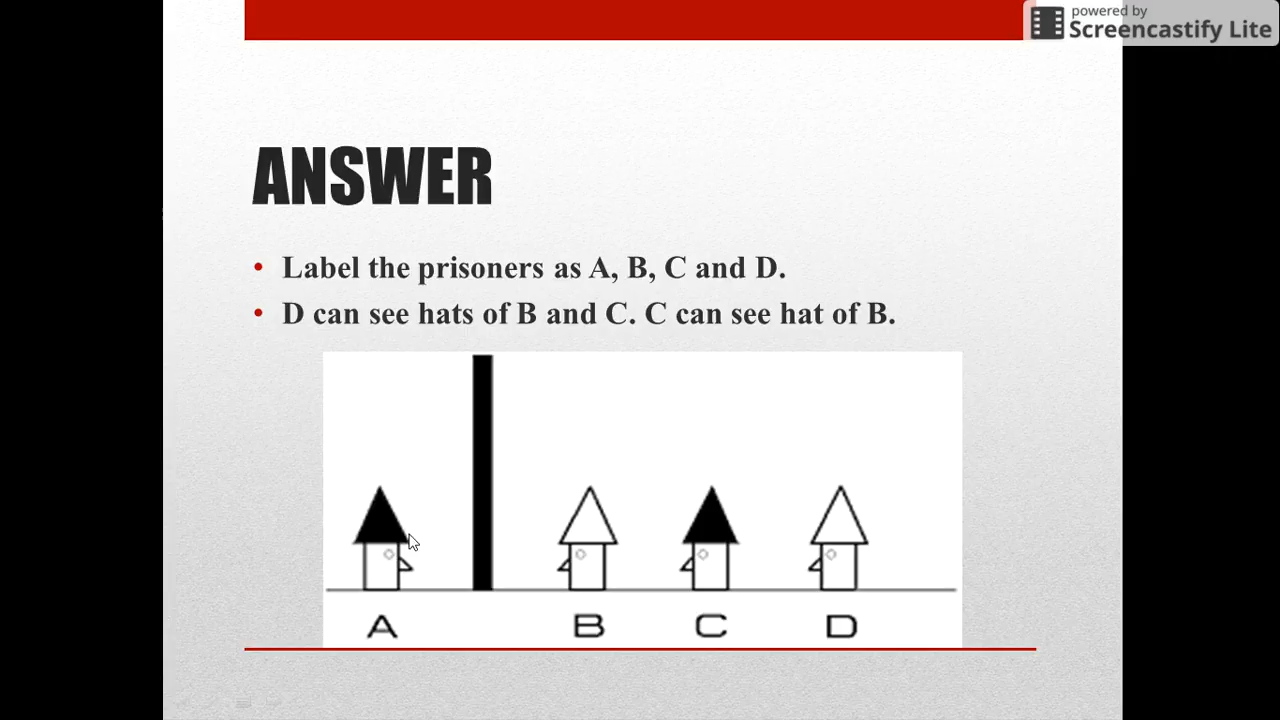 powered by
Screencastify Lite
ANSWER
• Label the prisoners as A, B, C and D.
• D can see hats of B and C. C can see hat of B.
A B C D